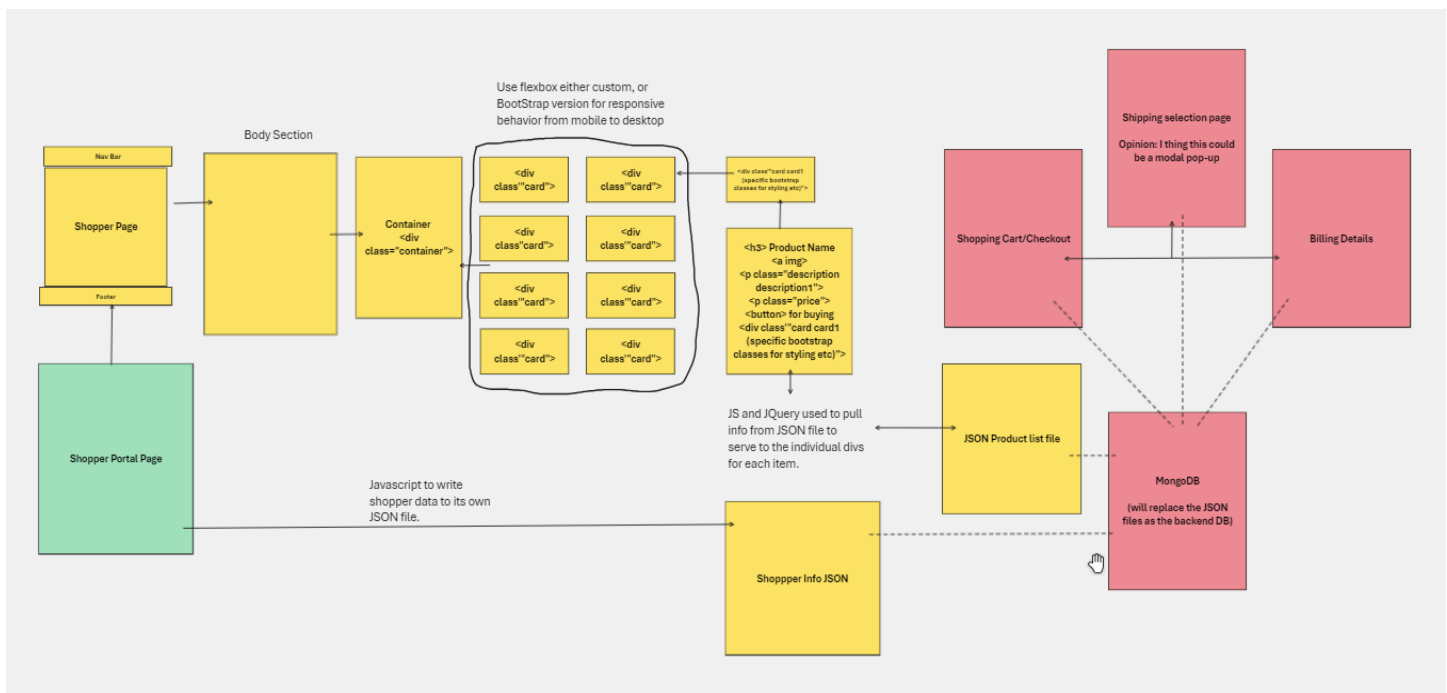 Use flexbox either custom, or
BootStrap version for responsive
behavior from mobile to desktop
Body Section
Nav Bar
Shopper Page
Footer
Container
<div
class="container">
<div
class'"card">
<div
class'"card">
<div
class"card">
<div
class'"card">
<div
class'"card">
<div
class'"card">
<div
class'"card">
<div
class'"card">
<div class'"card card1
(specific bootstrap
classes for styling etc)">
<h3> Product Name
<a img>
<p class="description
description1">
<p class="price">
<button> for buying
<div class'"card card1
(specific bootstrap
classes for styling etc)">
JS and JQuery used to pull
info from JSON file to
serve to the individual divs
for each item.
Shopper Portal Page
Javascript to write
shopper data to its own
JSON file.
Shoppper Info JSON
Shipping selection page
Opinion: I thing this could
be a modal pop-up
Shopping Cart/Checkout
Billing Details
JSON Product list file
MongoDB
(will replace the JSON
files as the backend DB)